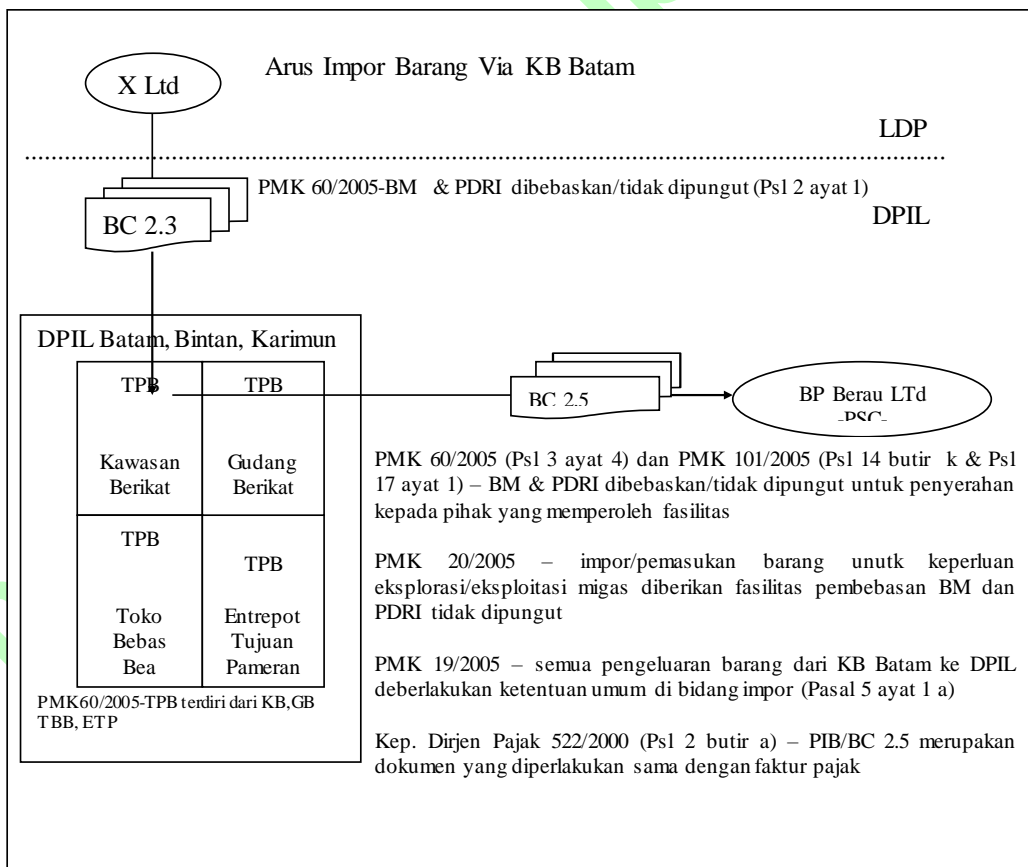 Arus Impor Barang Via KB Batam
X Ltd
LDP
PMK 60/2005-BM & PDRI dibebaskan/tidak dipungut (Psl 2 ayat 1)
DPIL
BC 2.3
DPIL Batam, Bintan, Karimun
TPB
Kawasan
Berikat
TPB
Gudang
Berikat
TPB
Toko
Bebas
Bea
TPB
Entrepot
Tujuan
Pameran
PMK60/2005-TPB terdiri dari KB,GB
TBB, ETP
BC 2.5
BP Berau LTd
-PSC-
PMK 60/2005 (Psl 3 ayat 4) dan PMK 101/2005 (Psl 14 butir k & Psl
17 ayat 1) – BM & PDRI dibebaskan/tidak dipungut untuk penyerahan
kepada pihak yang memperoleh fasilitas
PMK 20/2005 – impor/pemasukan barang unutk keperluan
eksplorasi/eksploitasi migas diberikan fasilitas pembebasan BM dan
PDRI tidak dipungut
PMK 19/2005 – semua pengeluaran barang dari KB Batam ke DPIL
deberlakukan ketentuan umum di bidang impor (Pasal 5 ayat 1 a)
Kep. Dirjen Pajak 522/2000 (Psl 2 butir a) – PIB/BC 2.5 merupakan
dokumen yang diperlakukan sama dengan faktur pajak